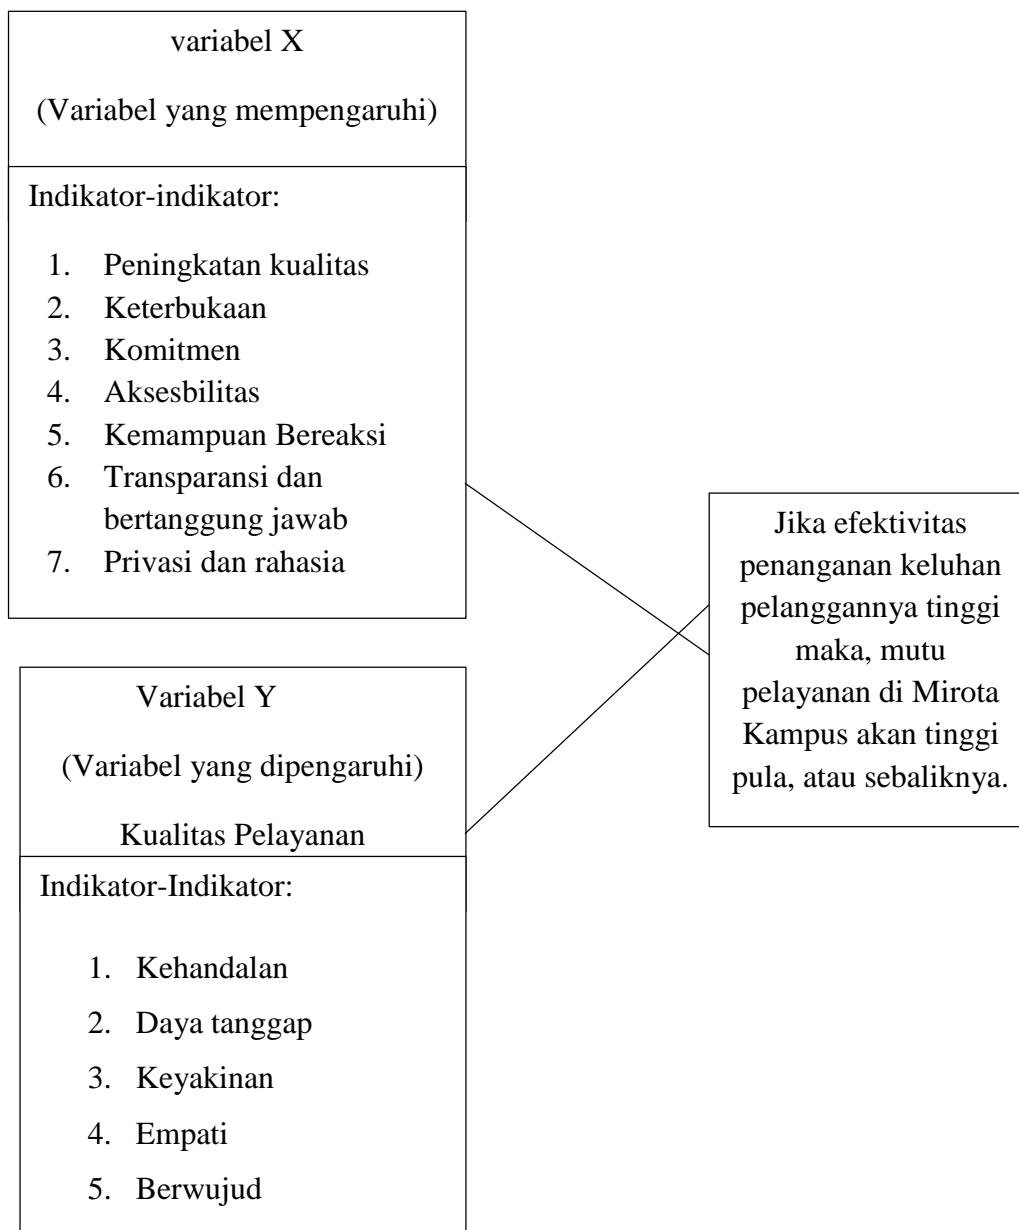 variabel X
(Variabel yang mempengaruhi)
Indikator-indikator:
1. Peningkatan kualitas
2. Keterbukaan
3. Komitmen
4. Aksesbilitas
5. Kemampuan Bereaksi
6. Transparansi dan
bertanggung jawab
7. Privasi dan rahasia
Variabel Y
(Variabel yang dipengaruhi)
Kualitas Pelayanan
Indikator-Indikator:
1. Kehandalan
2. Daya tanggap
3. Keyakinan
4. Empati
5. Berwujud
Jika efektivitas
penanganan keluhan
pelanggannya tinggi
maka, mutu
pelayanan di Mirota
Kampus akan tinggi
pula, atau sebaliknya.